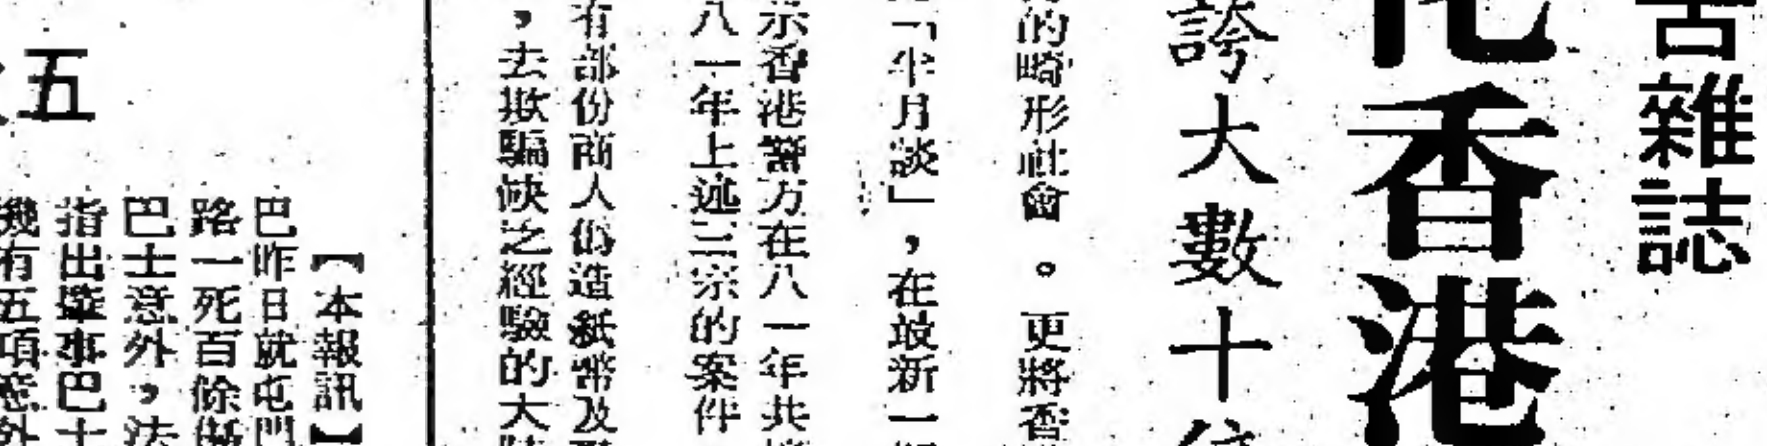 雜誌
香港
誇大數十
的畸形社會。更將香
「半月談」，在最新一
示香港警方在八一年共
八一年上述三宗的案件
有部份商人仿造紙幣及
，去欺騙缺乏經驗的大
五
【本報訊】
巴昨日就屯門
路一死百餘傷
巴士意外，法
指出肇事巴士
幾有五項意外